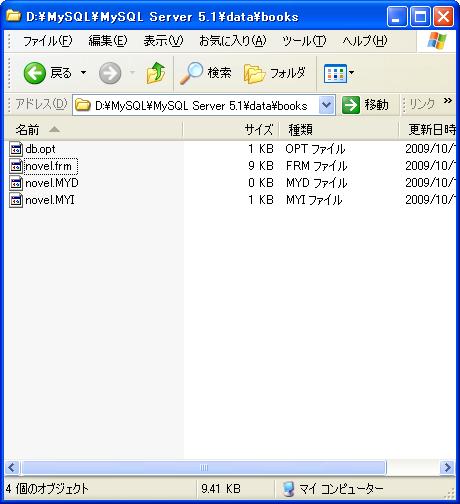 D:¥MySQL¥MySQL Server 5.1¥data¥books
ファイル(F) 編集(E) 表示(V) お気に入り(A) ツール(T) ヘルプ(H)
戻る 検索 フォルダ
アドレス(D) D:¥MySQL¥MySQL Server 5.1¥data¥books 移動 リンク »
名前 サイズ 種類 更新日時
db.opt 1 KB OPT ファイル 2009/10/
novel.frm 9 KB FRM ファイル 2009/10/
novel.MYD 0 KB MYD ファイル 2009/10/
novel.MYI 1 KB MYI ファイル 2009/10/
4 個のオブジェクト 9.41 KB マイ コンピューター